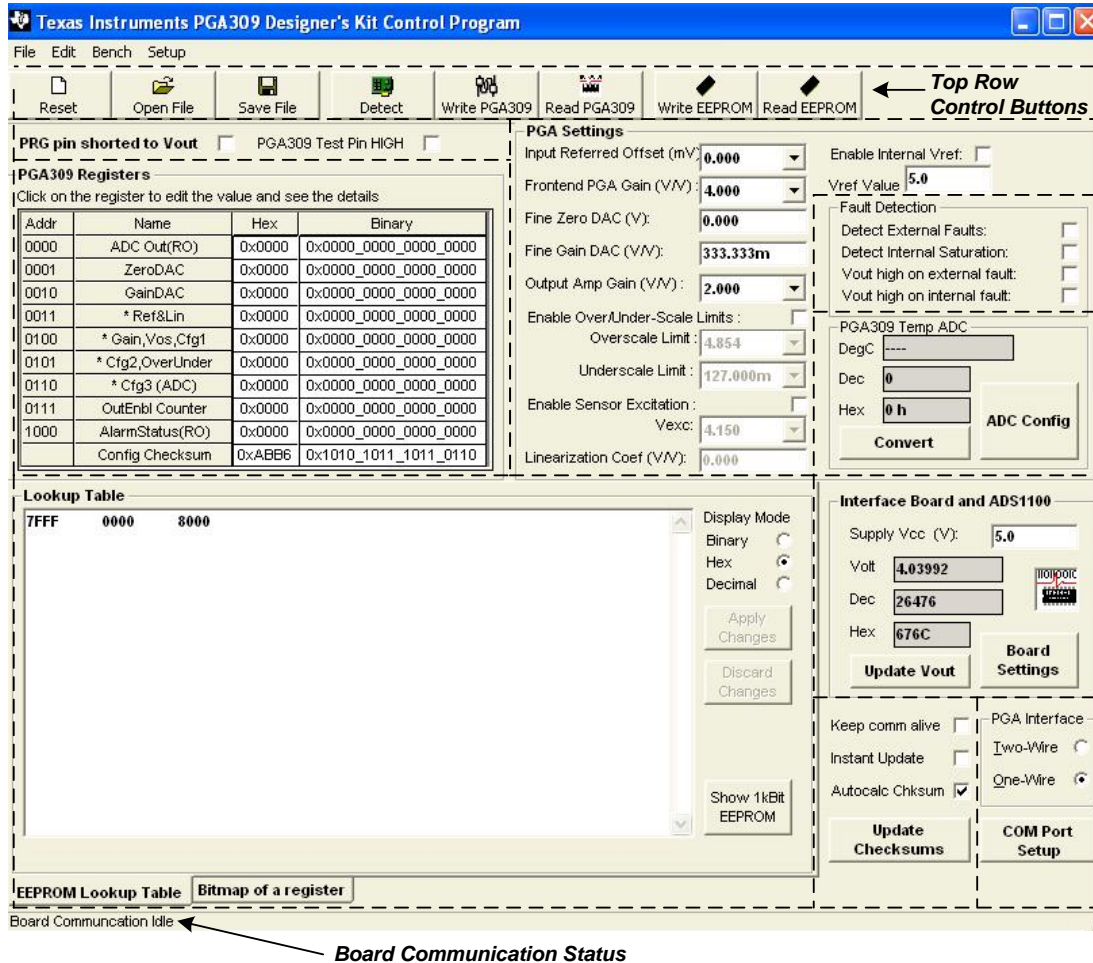 Texas Instruments PGA309 Designer's Kit Control Program
File Edit Bench Setup
Reset Open File Save File Detect Write PGA309 Read PGA309 Write EEPROM Read EEPROM
Top Row
Control Buttons
PRG pin shorted to Vout PGA309 Test Pin HIGH
PGA309 Registers
Click on the register to edit the value and see the details
Addr Name Hex Binary
0000 ADC Out(RO) 0x0000 0x0000_0000_0000_0000
0001 ZeroDAC 0x0000 0x0000_0000_0000_0000
0010 GainDAC 0x0000 0x0000_0000_0000_0000
0011 * Ref&Lin 0x0000 0x0000_0000_0000_0000
0100 * Gain,Vos,Cfg1 0x0000 0x0000_0000_0000_0000
0101 * Cfg2,OverUnder 0x0000 0x0000_0000_0000_0000
0110 * Cfg3 (ADC) 0x0000 0x0000_0000_0000_0000
0111 OutEnbl Counter 0x0000 0x0000_0000_0000_0000
1000 AlarmStatus(RO) 0x0000 0x0000_0000_0000_0000
Config Checksum 0xABB6 0x1010_1011_1011_0110
PGA Settings
Input Referred Offset (mV) 0.000
Frontend PGA Gain (V/V) : 4.000
Fine Zero DAC (V): 0.000
Fine Gain DAC (V/V): 333.333m
Output Amp Gain (V/V) : 2.000
Enable Over/Under-Scale Limits :
Overscale Limit : 4.854
Underscale Limit : 127.000m
Enable Sensor Excitation :
Vexc: 4.150
Linearization Coef (V/V): 0.000
Enable Internal Vref:
Vref Value 5.0
Fault Detection
Detect External Faults:
Detect Internal Saturation:
Vout high on external fault:
Vout high on internal fault:
PGA309 Temp ADC
DegC ----
Dec 0
Hex 0 h
Convert
ADC Config
Lookup Table
7FFF 0000 8000
Display Mode
Binary
Hex
Decimal
Apply
Changes
Discard
Changes
Show 1kBit
EEPROM
EEPROM Lookup Table Bitmap of a register
Interface Board and ADS1100
Supply Vcc (V): 5.0
Volt 4.03992
Dec 26476
Hex 676C
Update Vout
Board
Settings
Keep comm alive
Instant Update
Autocalc Chksum
Update
Checksums
PGA Interface
Two-Wire
One-Wire
COM Port
Setup
Board Communcation Idle
Board Communication Status